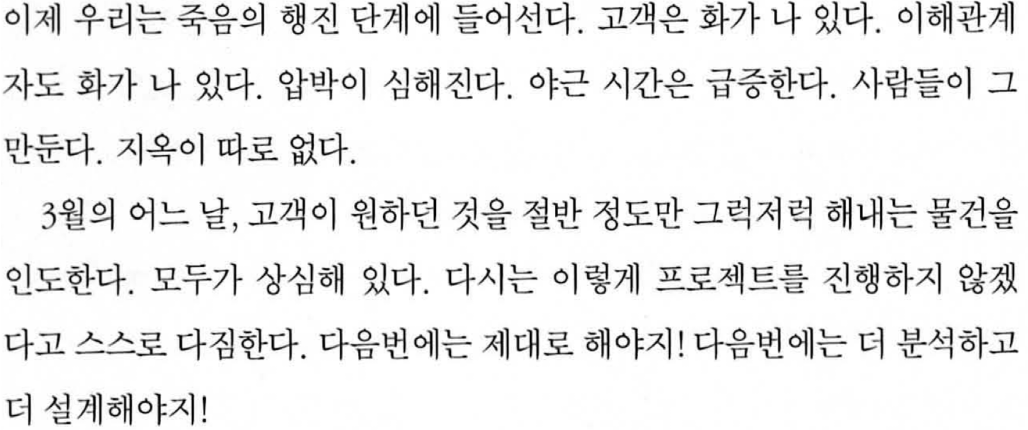 이제 우리는 죽음의 행진 단계에 들어선다. 고객은 화가 나 있다. 이해관계
자도 화가 나 있다. 압박이 심해진다. 야근 시간은 급증한다. 사람들이 그
만둔다. 지옥이 따로 없다.
3월의 어느 날, 고객이 원하던 것을 절반 정도만 그럭저럭 해내는 물건을
인도한다. 모두가 상심해 있다. 다시는 이렇게 프로젝트를 진행하지 않겠
다고 스스로 다짐한다. 다음번에는 제대로 해야지! 다음번에는 더 분석하고
더 설계해야지!